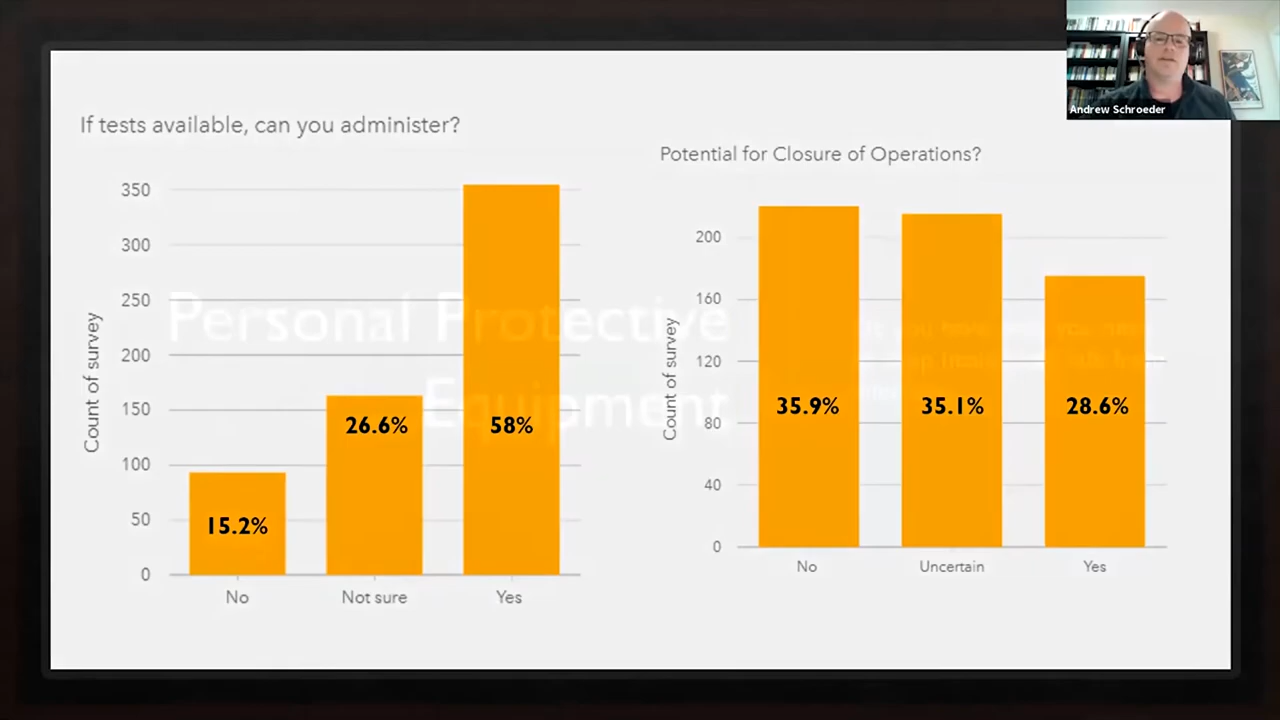 Andrew Schroeder
If tests available, can you administer?
Potential for Closure of Operations?
Count of survey
350
300
250
200
150
100
50
0
15.2%
26.6%
58%
No
Not sure
Yes
Count of survey
200
160
120
80
40
0
35.9%
35.1%
28.6%
No
Uncertain
Yes
Personal Protective
Equipment